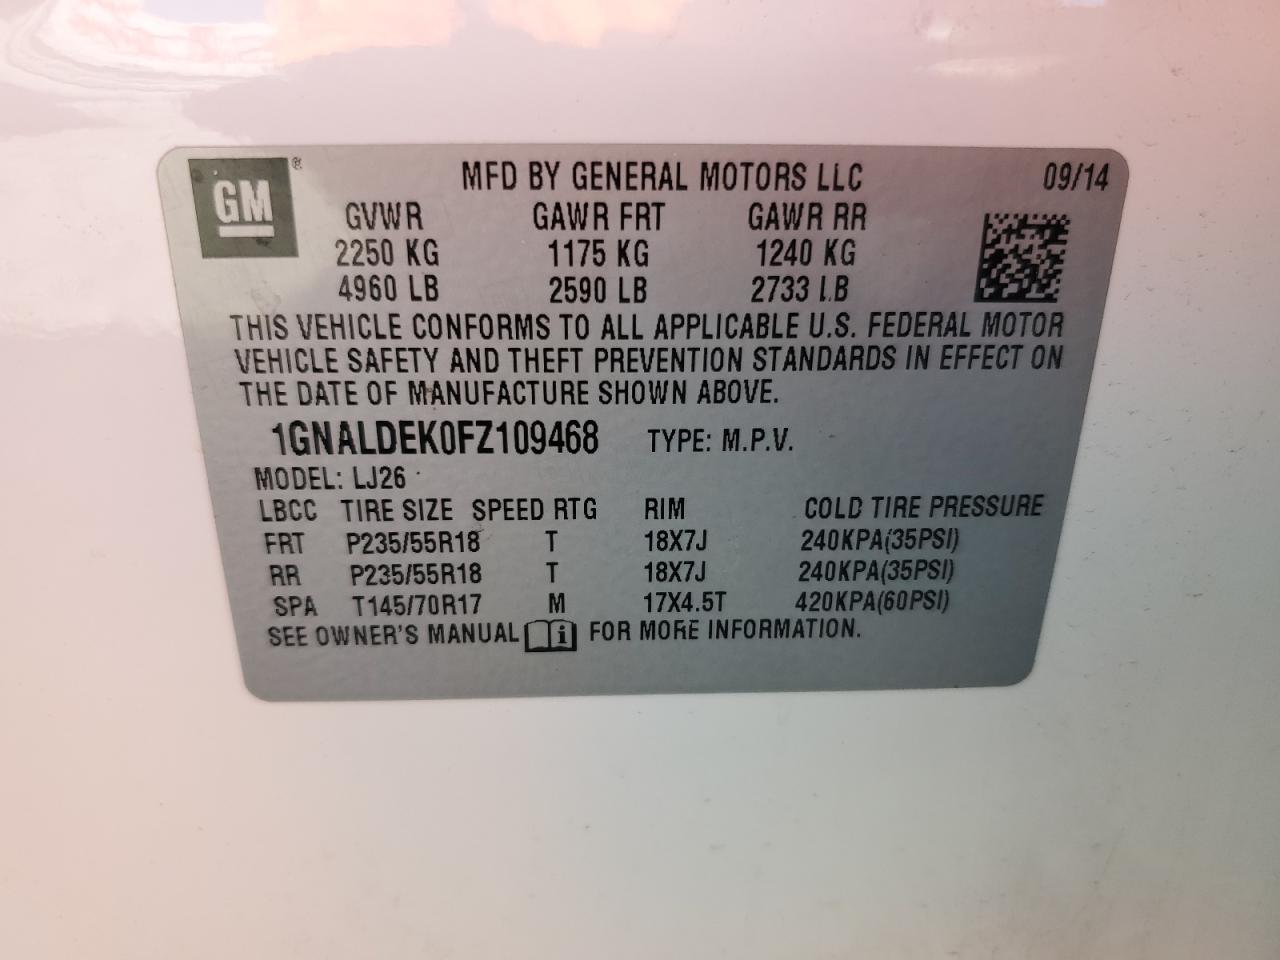 GM ® MFD BY GENERAL MOTORS LLC 09/14
GVWR GAWR FRT GAWR RR
2250 KG 1175 KG 1240 KG
4960 LB 2590 LB 2733 LB
THIS VEHICLE CONFORMS TO ALL APPLICABLE U.S. FEDERAL MOTOR
VEHICLE SAFETY AND THEFT PREVENTION STANDARDS IN EFFECT ON
THE DATE OF MANUFACTURE SHOWN ABOVE.
1GNALDEK0FZ109468 TYPE: M.P.V.
MODEL: LJ26
LBCC TIRE SIZE SPEED RTG RIM COLD TIRE PRESSURE
FRT P235/55R18 T 18X7J 240KPA(35PSI)
RR P235/55R18 T 18X7J 240KPA(35PSI)
SPA T145/70R17 M 17X4.5T 420KPA(60PSI)
SEE OWNER'S MANUAL i FOR MORE INFORMATION.